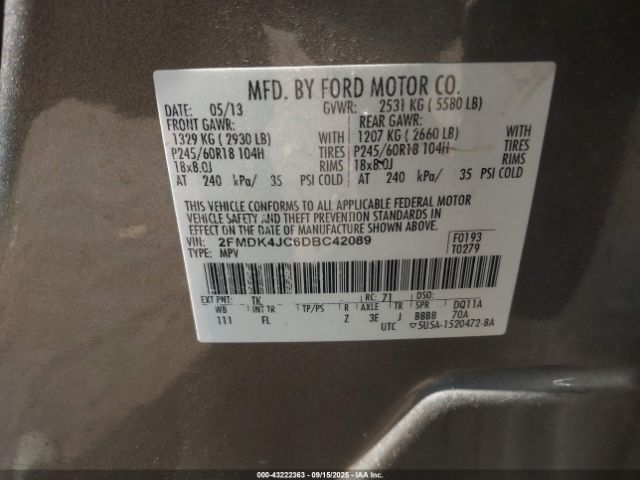 MFD. BY FORD MOTOR CO.
DATE: 05/13 GVWR: 2531 KG ( 5580 LB)
FRONT GAWR: REAR GAWR:
1329 KG ( 2930 LB) WITH 1207 KG ( 2660 LB) WITH
P245/60R18 104H TIRES P245/60R18 104H TIRES
18x8.0J RIMS 18x8.0J RIMS
AT 240 kPa/ 35 PSI COLD AT 240 kPa/ 35 PSI COLD
THIS VEHICLE CONFORMS TO ALL APPLICABLE FEDERAL MOTOR
VEHICLE SAFETY AND THEFT PREVENTION STANDARDS IN
EFFECT ON THE DATE OF MANUFACTURE SHOWN ABOVE.
VIN: 2FMDK4JC6DBC42089 F0193
TYPE: MPV T0279
EXT PNT: TK RC: 71 DSO:
WB INT TR TP/PS R AXLE TR SPR DQ11A
111 FL Z 3E J BBBB 70A
UTC ▽5U5A-1520472-BA
000-43222363 - 09/15/2025 - IAA, Inc.